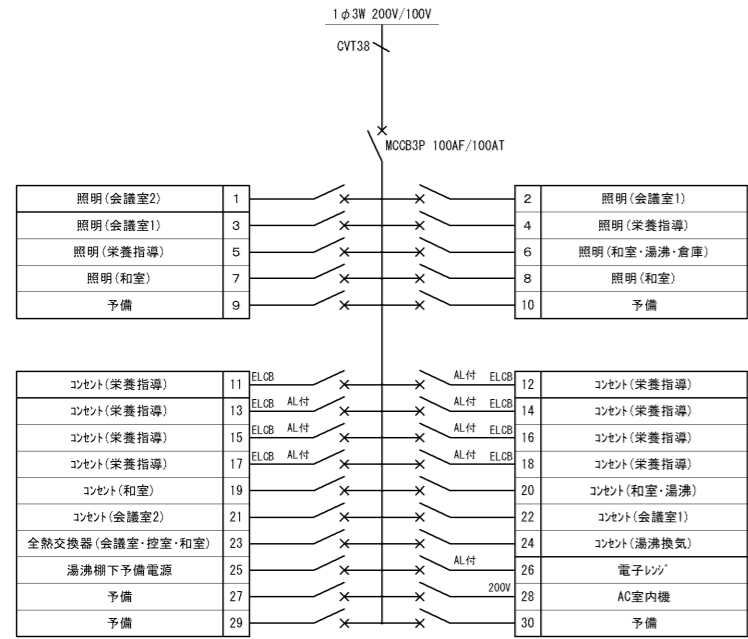 1φ3W 200V/100V
CVT38
MCCB3P 100AF/100AT
照明(会議室2) 1 2 照明(会議室1)
照明(会議室1) 3 4 照明(栄養指導)
照明(栄養指導) 5 6 照明(和室・湯沸・倉庫)
照明(和室) 7 8 照明(和室)
予備 9 10 予備
ｺﾝｾﾝﾄ(栄養指導) 11 ELCB AL付 ELCB 12 ｺﾝｾﾝﾄ(栄養指導)
ｺﾝｾﾝﾄ(栄養指導) 13 ELCB AL付 AL付 ELCB 14 ｺﾝｾﾝﾄ(栄養指導)
ｺﾝｾﾝﾄ(栄養指導) 15 ELCB AL付 AL付 ELCB 16 ｺﾝｾﾝﾄ(栄養指導)
ｺﾝｾﾝﾄ(栄養指導) 17 ELCB AL付 AL付 ELCB 18 ｺﾝｾﾝﾄ(栄養指導)
ｺﾝｾﾝﾄ(和室) 19 20 ｺﾝｾﾝﾄ(和室・湯沸)
ｺﾝｾﾝﾄ(会議室2) 21 22 ｺﾝｾﾝﾄ(会議室1)
全熱交換器(会議室・控室・和室) 23 24 ｺﾝｾﾝﾄ(湯沸換気)
湯沸棚下予備電源 25 AL付 26 電子ﾚﾝｼﾞ
予備 27 200V 28 AC室内機
予備 29 30 予備